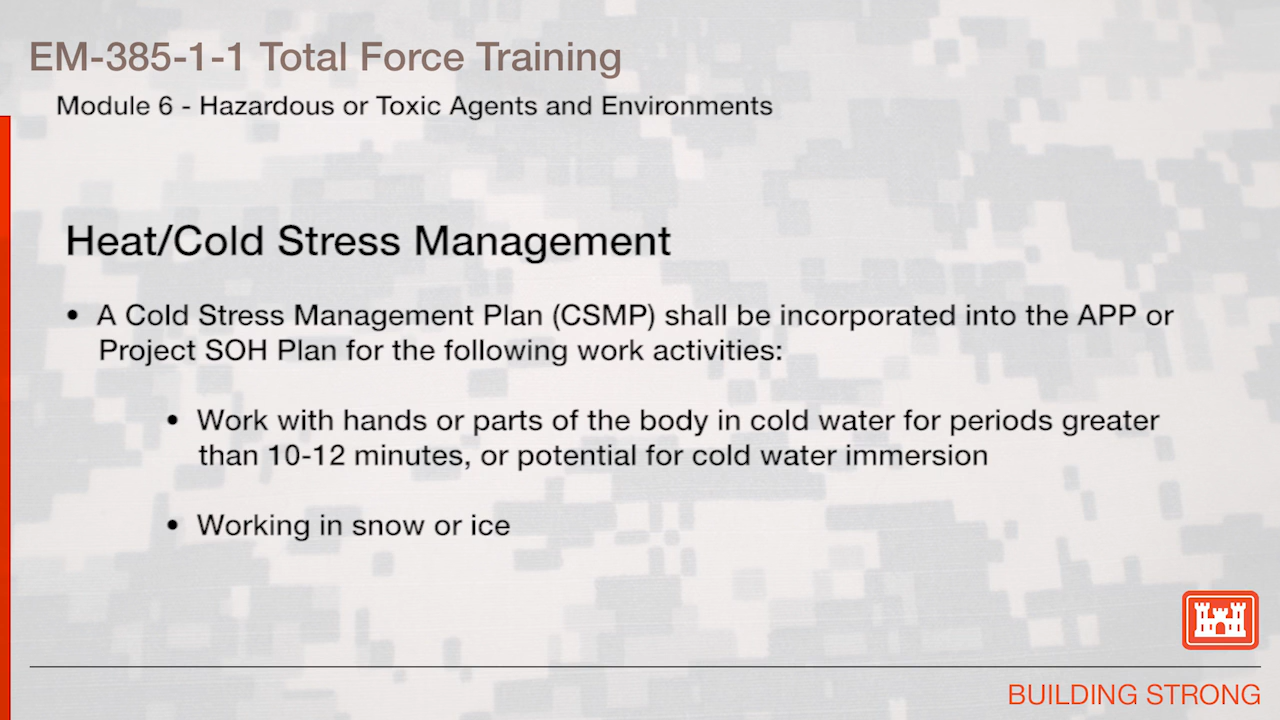 EM-385-1-1 Total Force Training
Module 6 - Hazardous or Toxic Agents and Environments
Heat/Cold Stress Management
• A Cold Stress Management Plan (CSMP) shall be incorporated into the APP or
Project SOH Plan for the following work activities:
• Work with hands or parts of the body in cold water for periods greater
than 10-12 minutes, or potential for cold water immersion
• Working in snow or ice
BUILDING STRONG